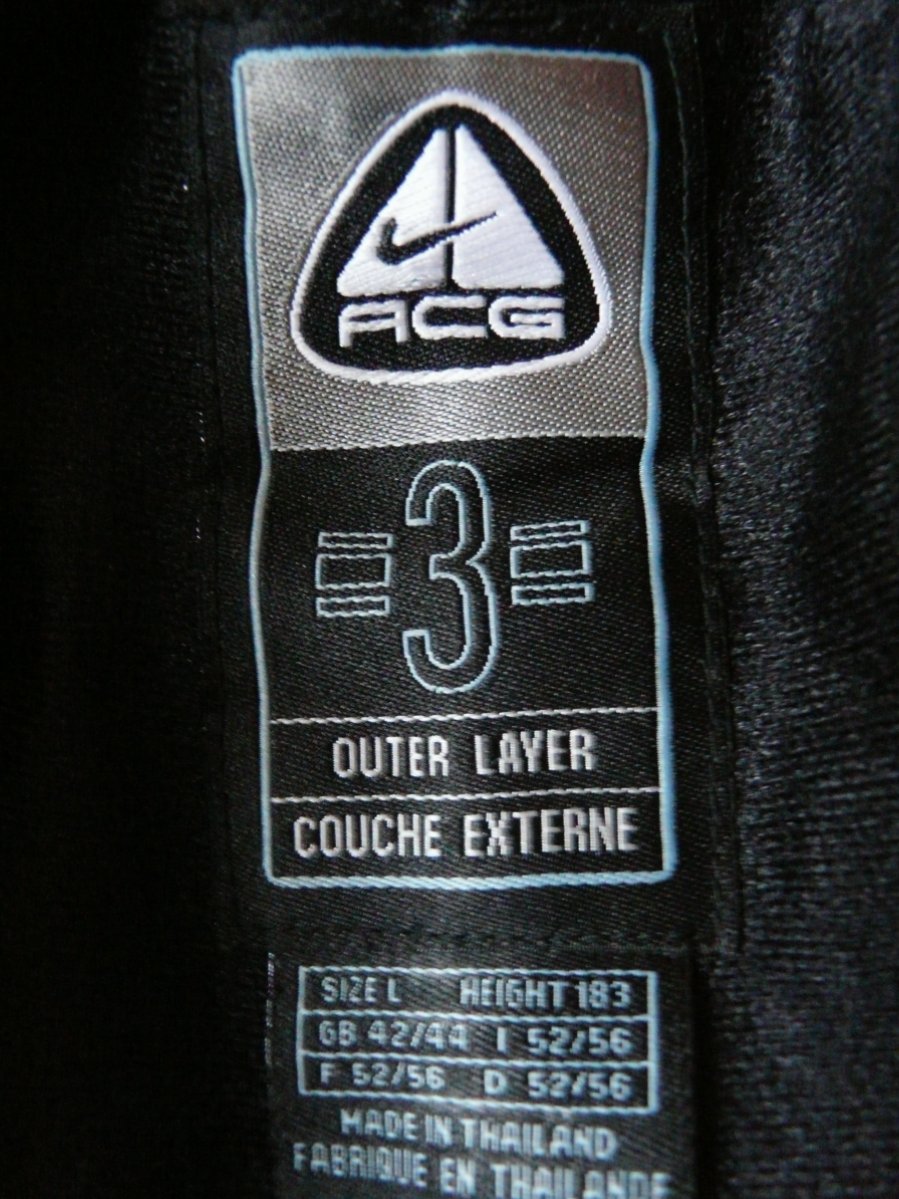 ACG
3
OUTER LAYER
COUCHE EXTERNE
SIZE L HEIGHT 183
GB 42/44 I 52/56
F 52/56 D 52/56
MADE IN THAILAND
FABRIQUE EN THAILANDE